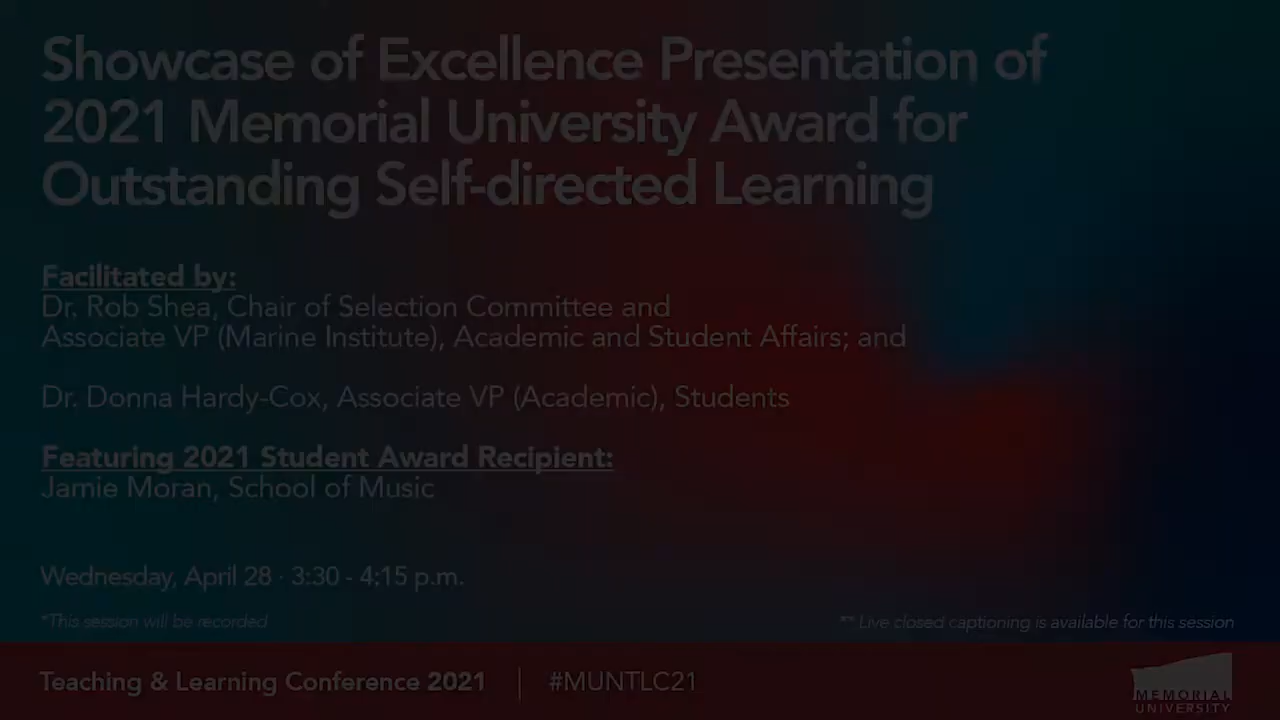 Showcase of Excellence Presentation of
2021 Memorial University Award for
Outstanding Self-directed Learning
Facilitated by:
Dr. Rob Shea, Chair of Selection Committee and
Associate VP (Marine Institute), Academic and Student Affairs; and
Dr. Donna Hardy-Cox, Associate VP (Academic), Students
Featuring 2021 Student Award Recipient:
Jamie Moran, School of Music
Wednesday, April 28 · 3:30 - 4:15 p.m.
*This session will be recorded
** Live closed captioning is available for this session
Teaching & Learning Conference 2021 | #MUNTLC21
MEMORIAL
UNIVERSITY